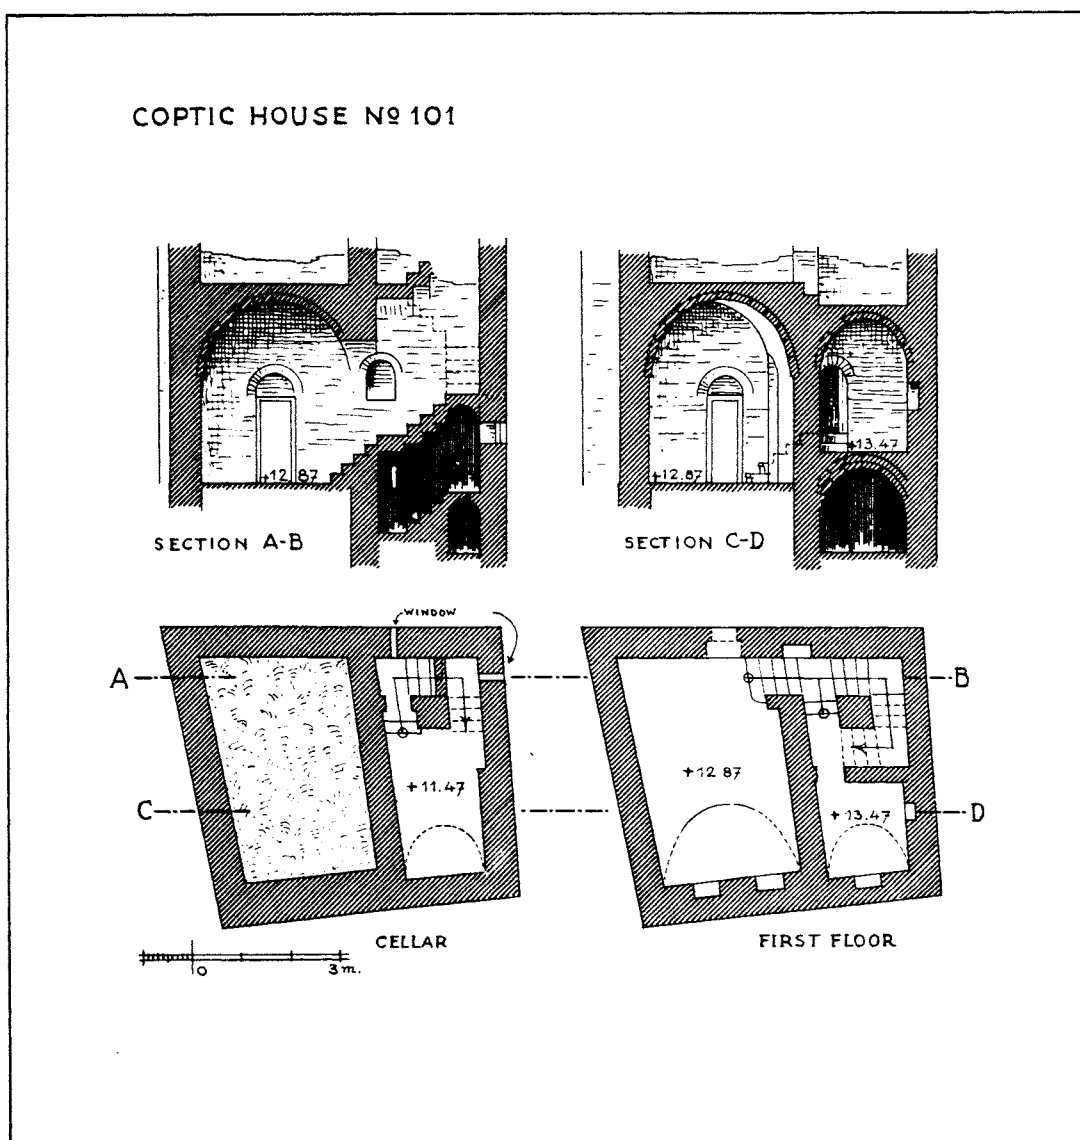 COPTIC HOUSE Nº 101
+12.87
SECTION A-B
+12.87
+13.47
SECTION C-D
WINDOW
A
B
C
D
+11.47
+12 87
+13.47
CELLAR
FIRST FLOOR
0
3m.